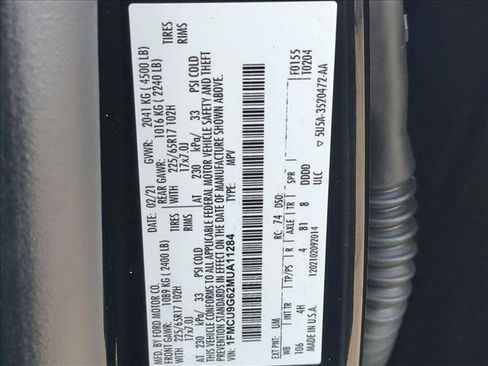 MFD. BY FORD MOTOR CO.
DATE: 02/21 GVWR: 2041 KG ( 4500 LB)
FRONT GAWR: 1089 KG ( 2400 LB) REAR GAWR: 1016 KG ( 2240 LB)
WITH 225/65R17 102H TIRES WITH 225/65R17 102H TIRES
17x7.0J RIMS 17x7.0J RIMS
AT 230 kPa/ 33 PSI COLD AT 230 kPa/ 33 PSI COLD
THIS VEHICLE CONFORMS TO ALL APPLICABLE FEDERAL MOTOR VEHICLE SAFETY AND THEFT PREVENTION
STANDARDS IN EFFECT ON THE DATE OF MANUFACTURE SHOWN ABOVE.
VIN: 1FMCU9G62MUA11284 TYPE: MPV
F0155
T0204
EXT PNT: UM RC: 74 DSO:
WB INT TR TP/PS R AXLE TR SPR
106 4H 4 81 8 DDDD
1202102092014 ULC
▽ 5U5A-3520472-AA